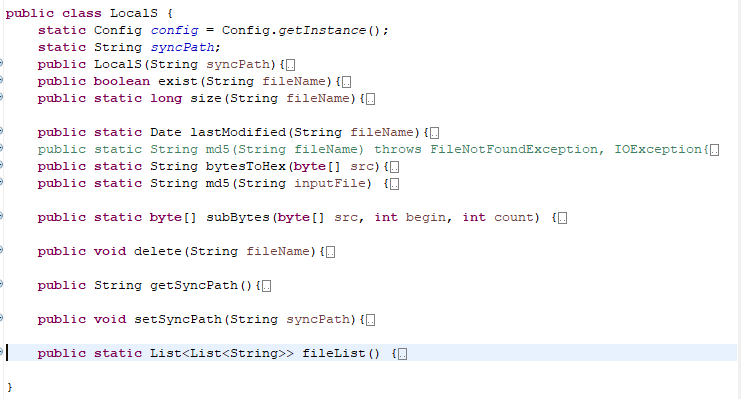 public class LocalS {
static Config config = Config.getInstance();
static String syncPath;
public LocalS(String syncPath){..
public boolean exist(String fileName){..
public static long size(String fileName){..
public static Date lastModified(String fileName){..
public static String md5(String fileName) throws FileNotFoundException, IOException{..
public static String bytesToHex(byte[] src){..
public static String md5(String inputFile) {..
public static byte[] subBytes(byte[] src, int begin, int count) {..
public void delete(String fileName){..
public String getSyncPath(){..
public void setSyncPath(String syncPath){..
public static List<List<String>> fileList() {..
}